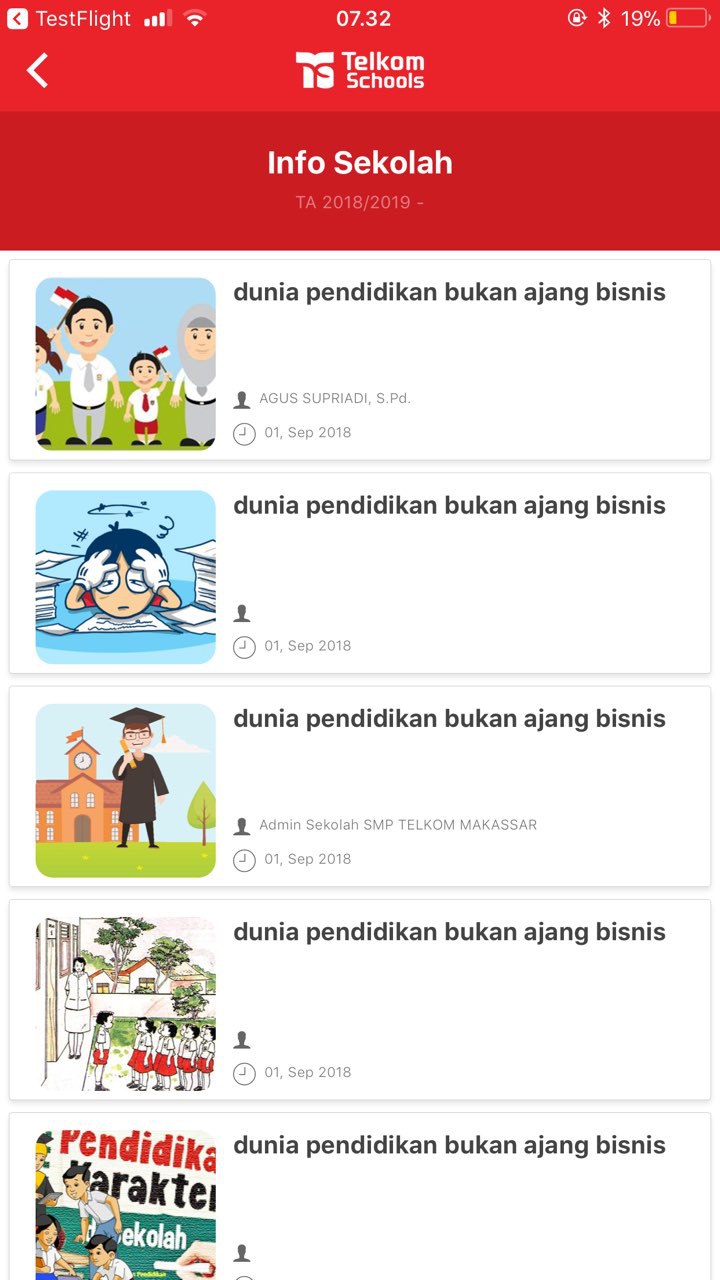 TestFlight
07.32
19%
Telkom
Schools
Info Sekolah
TA 2018/2019 -
dunia pendidikan bukan ajang bisnis
AGUS SUPRIADI, S.Pd.
01, Sep 2018
dunia pendidikan bukan ajang bisnis
01, Sep 2018
dunia pendidikan bukan ajang bisnis
Admin Sekolah SMP TELKOM MAKASSAR
01, Sep 2018
dunia pendidikan bukan ajang bisnis
01, Sep 2018
dunia pendidikan bukan ajang bisnis
Pendidika
Karakter
di Sekolah
Pendidikan